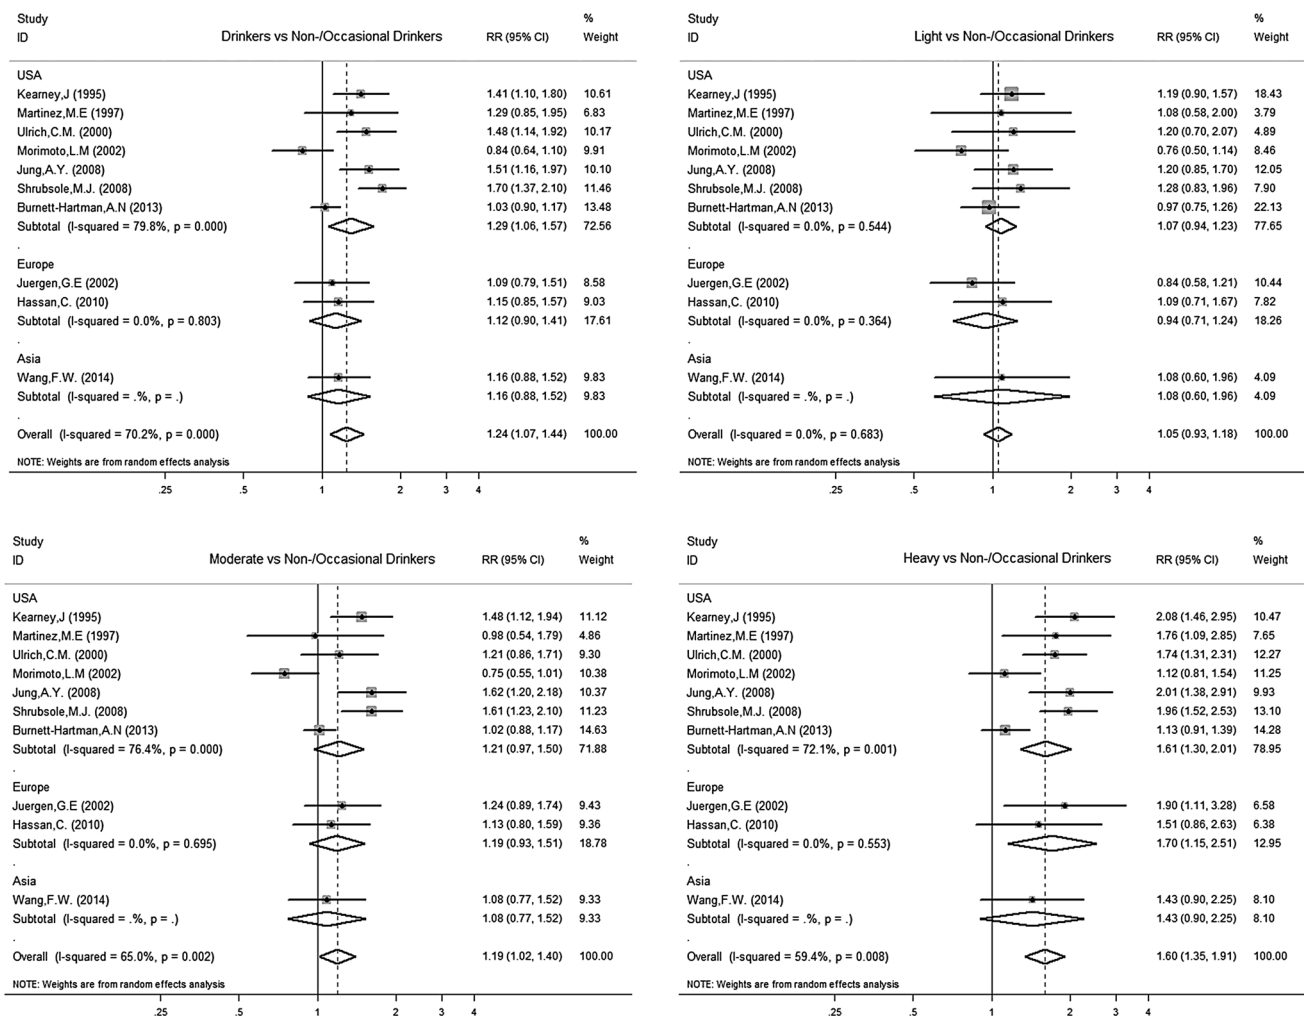 Study %
ID Drinkers vs Non-/Occasional Drinkers RR (95% CI) Weight
USA
Kearney,J (1995) 1.41 (1.10, 1.80) 10.61
Martinez,M.E (1997) 1.29 (0.85, 1.95) 6.83
Ulrich,C.M. (2000) 1.48 (1.14, 1.92) 10.17
Morimoto,L.M (2002) 0.84 (0.64, 1.10) 9.91
Jung,A.Y. (2008) 1.51 (1.16, 1.97) 10.10
Shrubsole,M.J. (2008) 1.70 (1.37, 2.10) 11.46
Burnett-Hartman,A.N (2013) 1.03 (0.90, 1.17) 13.48
Subtotal (I-squared = 79.8%, p = 0.000) 1.29 (1.06, 1.57) 72.56
.
Europe
Juergen,G.E (2002) 1.09 (0.79, 1.51) 8.58
Hassan,C. (2010) 1.15 (0.85, 1.57) 9.03
Subtotal (I-squared = 0.0%, p = 0.803) 1.12 (0.90, 1.41) 17.61
.
Asia
Wang,F.W. (2014) 1.16 (0.88, 1.52) 9.83
Subtotal (I-squared = .%, p = .) 1.16 (0.88, 1.52) 9.83
.
Overall (I-squared = 70.2%, p = 0.000) 1.24 (1.07, 1.44) 100.00
NOTE: Weights are from random effects analysis
.25 .5 1 2 3 4
Study %
ID Light vs Non-/Occasional Drinkers RR (95% CI) Weight
USA
Kearney,J (1995) 1.19 (0.90, 1.57) 18.43
Martinez,M.E (1997) 1.08 (0.58, 2.00) 3.79
Ulrich,C.M. (2000) 1.20 (0.70, 2.07) 4.89
Morimoto,L.M (2002) 0.76 (0.50, 1.14) 8.46
Jung,A.Y. (2008) 1.20 (0.85, 1.70) 12.05
Shrubsole,M.J. (2008) 1.28 (0.83, 1.96) 7.90
Burnett-Hartman,A.N (2013) 0.97 (0.75, 1.26) 22.13
Subtotal (I-squared = 0.0%, p = 0.544) 1.07 (0.94, 1.23) 77.65
.
Europe
Juergen,G.E (2002) 0.84 (0.58, 1.21) 10.44
Hassan,C. (2010) 1.09 (0.71, 1.67) 7.82
Subtotal (I-squared = 0.0%, p = 0.364) 0.94 (0.71, 1.24) 18.26
.
Asia
Wang,F.W. (2014) 1.08 (0.60, 1.96) 4.09
Subtotal (I-squared = .%, p = .) 1.08 (0.60, 1.96) 4.09
.
Overall (I-squared = 0.0%, p = 0.683) 1.05 (0.93, 1.18) 100.00
NOTE: Weights are from random effects analysis
.25 .5 1 2 3 4
Study %
ID Moderate vs Non-/Occasional Drinkers RR (95% CI) Weight
USA
Kearney,J (1995) 1.48 (1.12, 1.94) 11.12
Martinez,M.E (1997) 0.98 (0.54, 1.79) 4.86
Ulrich,C.M. (2000) 1.21 (0.86, 1.71) 9.30
Morimoto,L.M (2002) 0.75 (0.55, 1.01) 10.38
Jung,A.Y. (2008) 1.62 (1.20, 2.18) 10.37
Shrubsole,M.J. (2008) 1.61 (1.23, 2.10) 11.23
Burnett-Hartman,A.N (2013) 1.02 (0.88, 1.17) 14.63
Subtotal (I-squared = 76.4%, p = 0.000) 1.21 (0.97, 1.50) 71.88
.
Europe
Juergen,G.E (2002) 1.24 (0.89, 1.74) 9.43
Hassan,C. (2010) 1.13 (0.80, 1.59) 9.36
Subtotal (I-squared = 0.0%, p = 0.695) 1.19 (0.93, 1.51) 18.78
.
Asia
Wang,F.W. (2014) 1.08 (0.77, 1.52) 9.33
Subtotal (I-squared = .%, p = .) 1.08 (0.77, 1.52) 9.33
.
Overall (I-squared = 65.0%, p = 0.002) 1.19 (1.02, 1.40) 100.00
NOTE: Weights are from random effects analysis
.25 .5 1 2 3 4
Study %
ID Heavy vs Non-/Occasional Drinkers RR (95% CI) Weight
USA
Kearney,J (1995) 2.08 (1.46, 2.95) 10.47
Martinez,M.E (1997) 1.76 (1.09, 2.85) 7.65
Ulrich,C.M. (2000) 1.74 (1.31, 2.31) 12.27
Morimoto,L.M (2002) 1.12 (0.81, 1.54) 11.25
Jung,A.Y. (2008) 2.01 (1.38, 2.91) 9.93
Shrubsole,M.J. (2008) 1.96 (1.52, 2.53) 13.10
Burnett-Hartman,A.N (2013) 1.13 (0.91, 1.39) 14.28
Subtotal (I-squared = 72.1%, p = 0.001) 1.61 (1.30, 2.01) 78.95
.
Europe
Juergen,G.E (2002) 1.90 (1.11, 3.28) 6.58
Hassan,C. (2010) 1.51 (0.86, 2.63) 6.38
Subtotal (I-squared = 0.0%, p = 0.553) 1.70 (1.15, 2.51) 12.95
.
Asia
Wang,F.W. (2014) 1.43 (0.90, 2.25) 8.10
Subtotal (I-squared = .%, p = .) 1.43 (0.90, 2.25) 8.10
.
Overall (I-squared = 59.4%, p = 0.008) 1.60 (1.35, 1.91) 100.00
NOTE: Weights are from random effects analysis
.25 .5 1 2 3 4